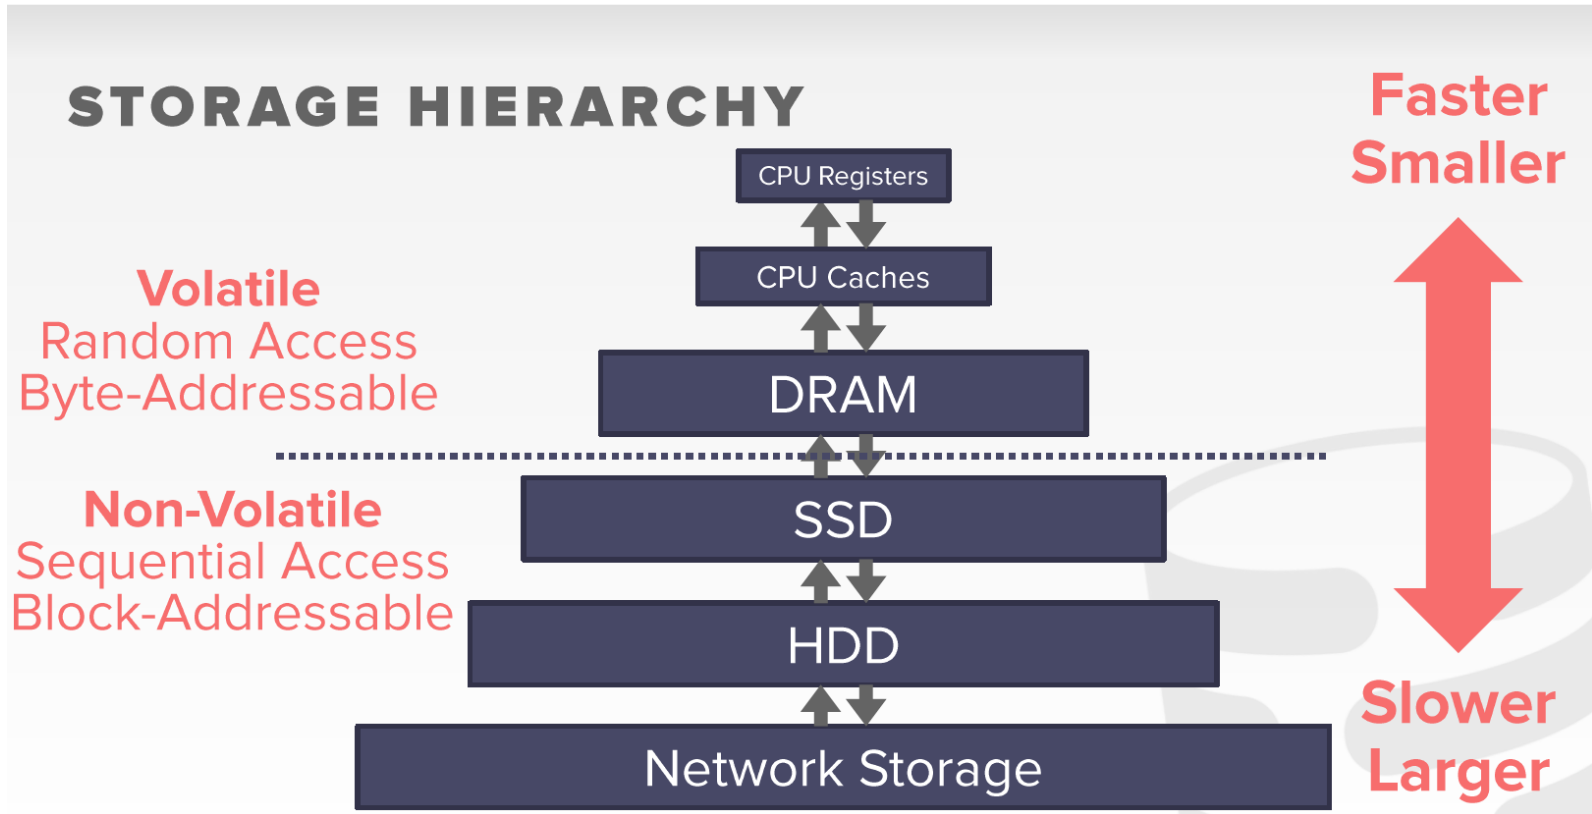 STORAGE HIERARCHY
Faster
Smaller
CPU Registers
CPU Caches
Volatile
Random Access
Byte-Addressable
DRAM
Non-Volatile
Sequential Access
Block-Addressable
SSD
HDD
Slower
Larger
Network Storage